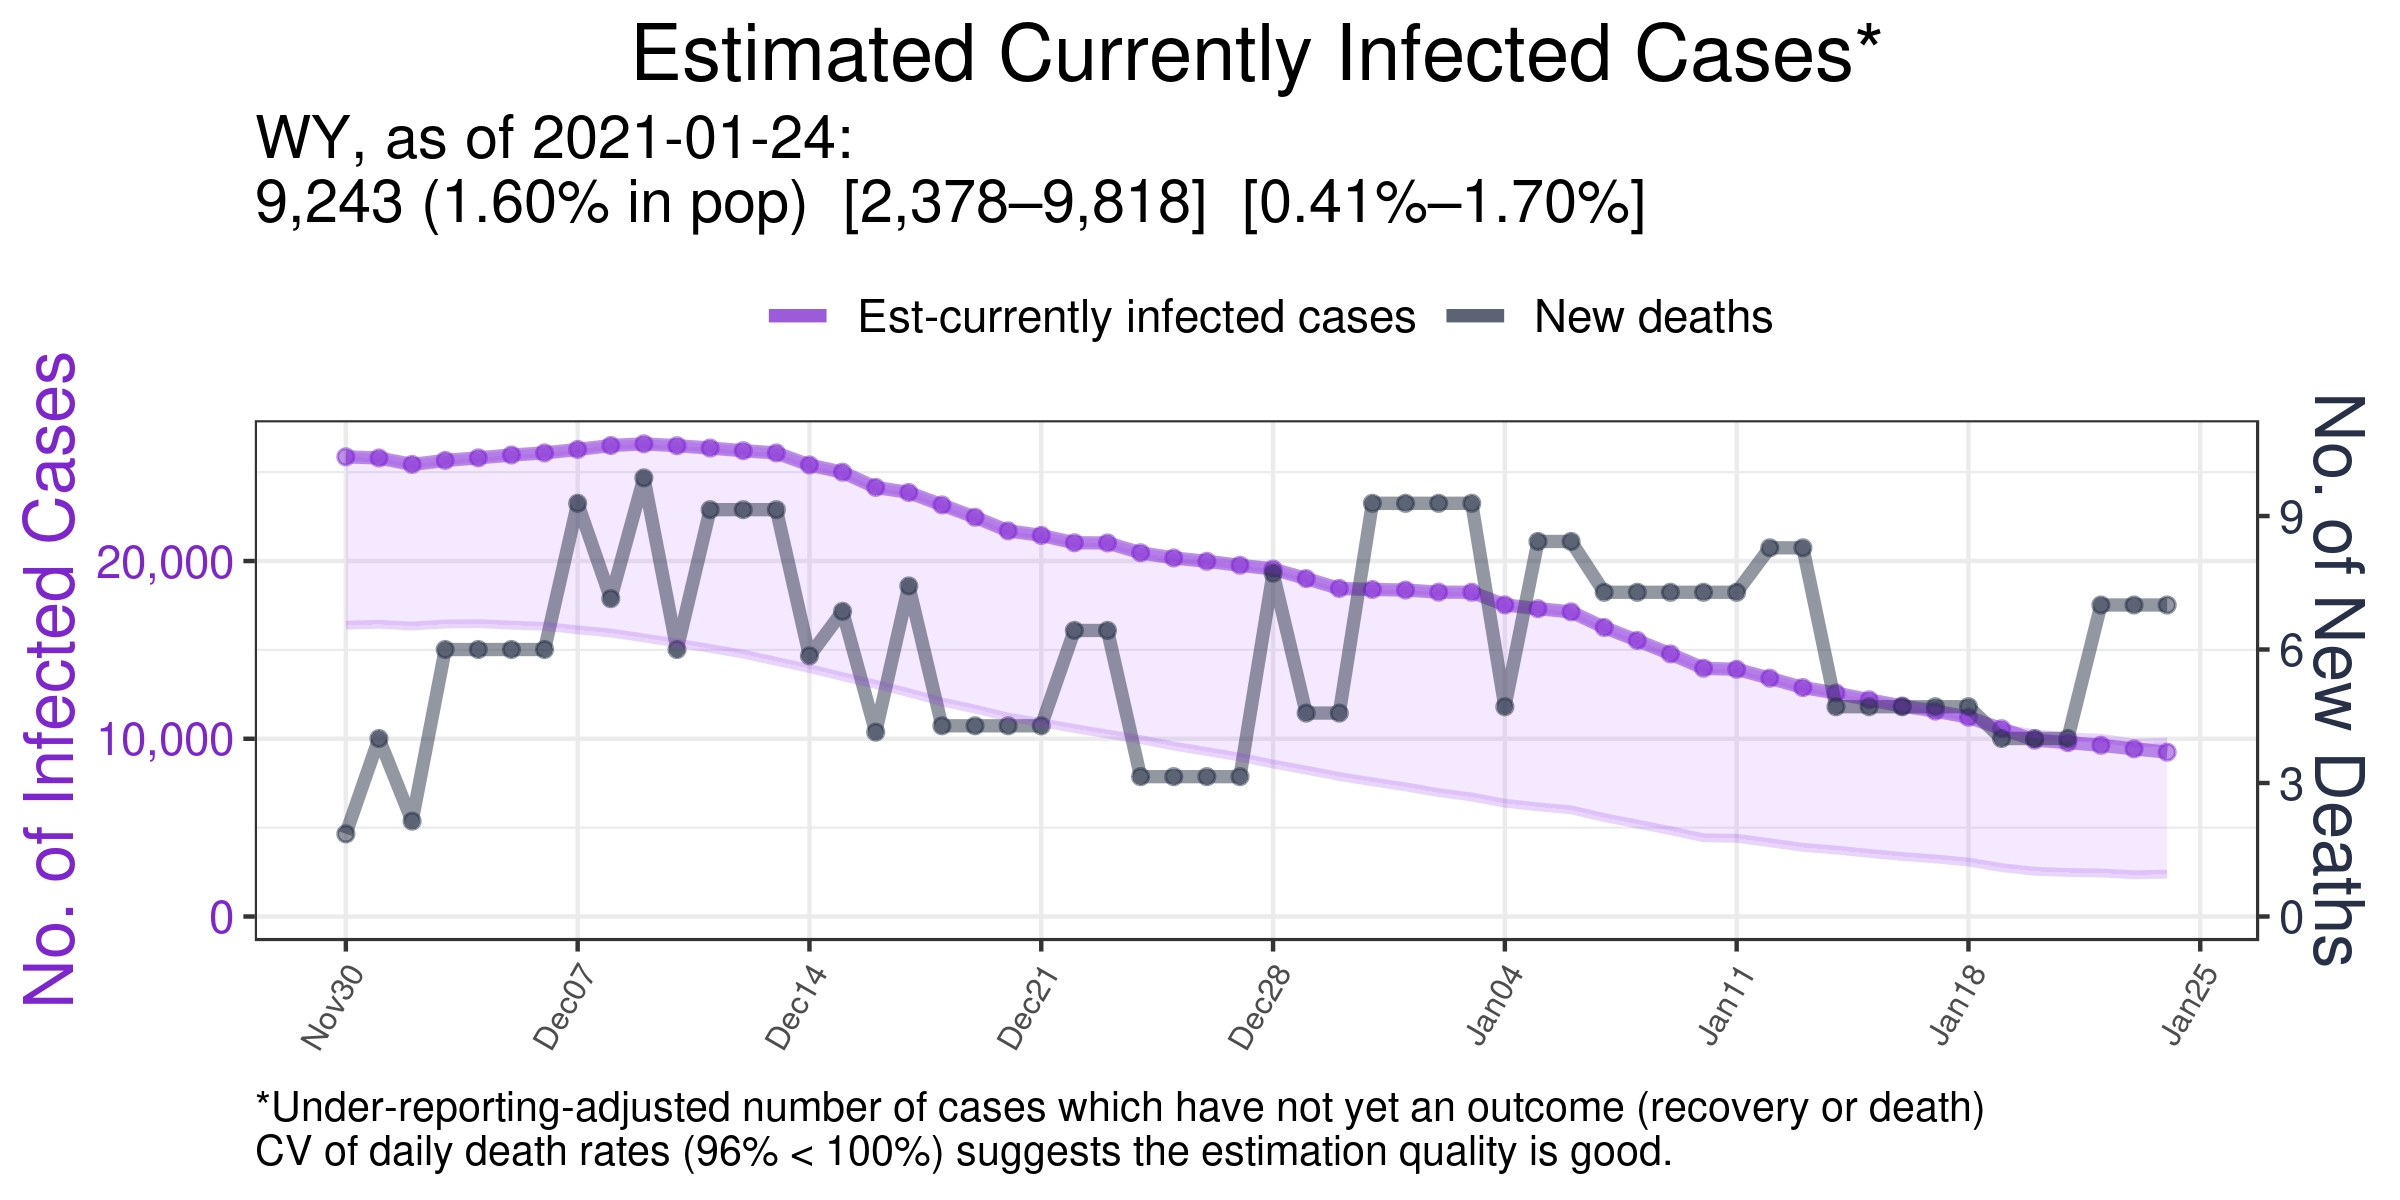 Estimated Currently Infected Cases*
WY, as of 2021-01-24:
9,243 (1.60% in pop)  [2,378–9,818]  [0.41%–1.70%]
Est-currently infected cases
New deaths
No. of Infected Cases
20,000
10,000
0
No. of New Deaths
9
6
3
0
Nov30
Dec07
Dec14
Dec21
Dec28
Jan04
Jan11
Jan18
Jan25
*Under-reporting-adjusted number of cases which have not yet an outcome (recovery or death)
CV of daily death rates (96% < 100%) suggests the estimation quality is good.